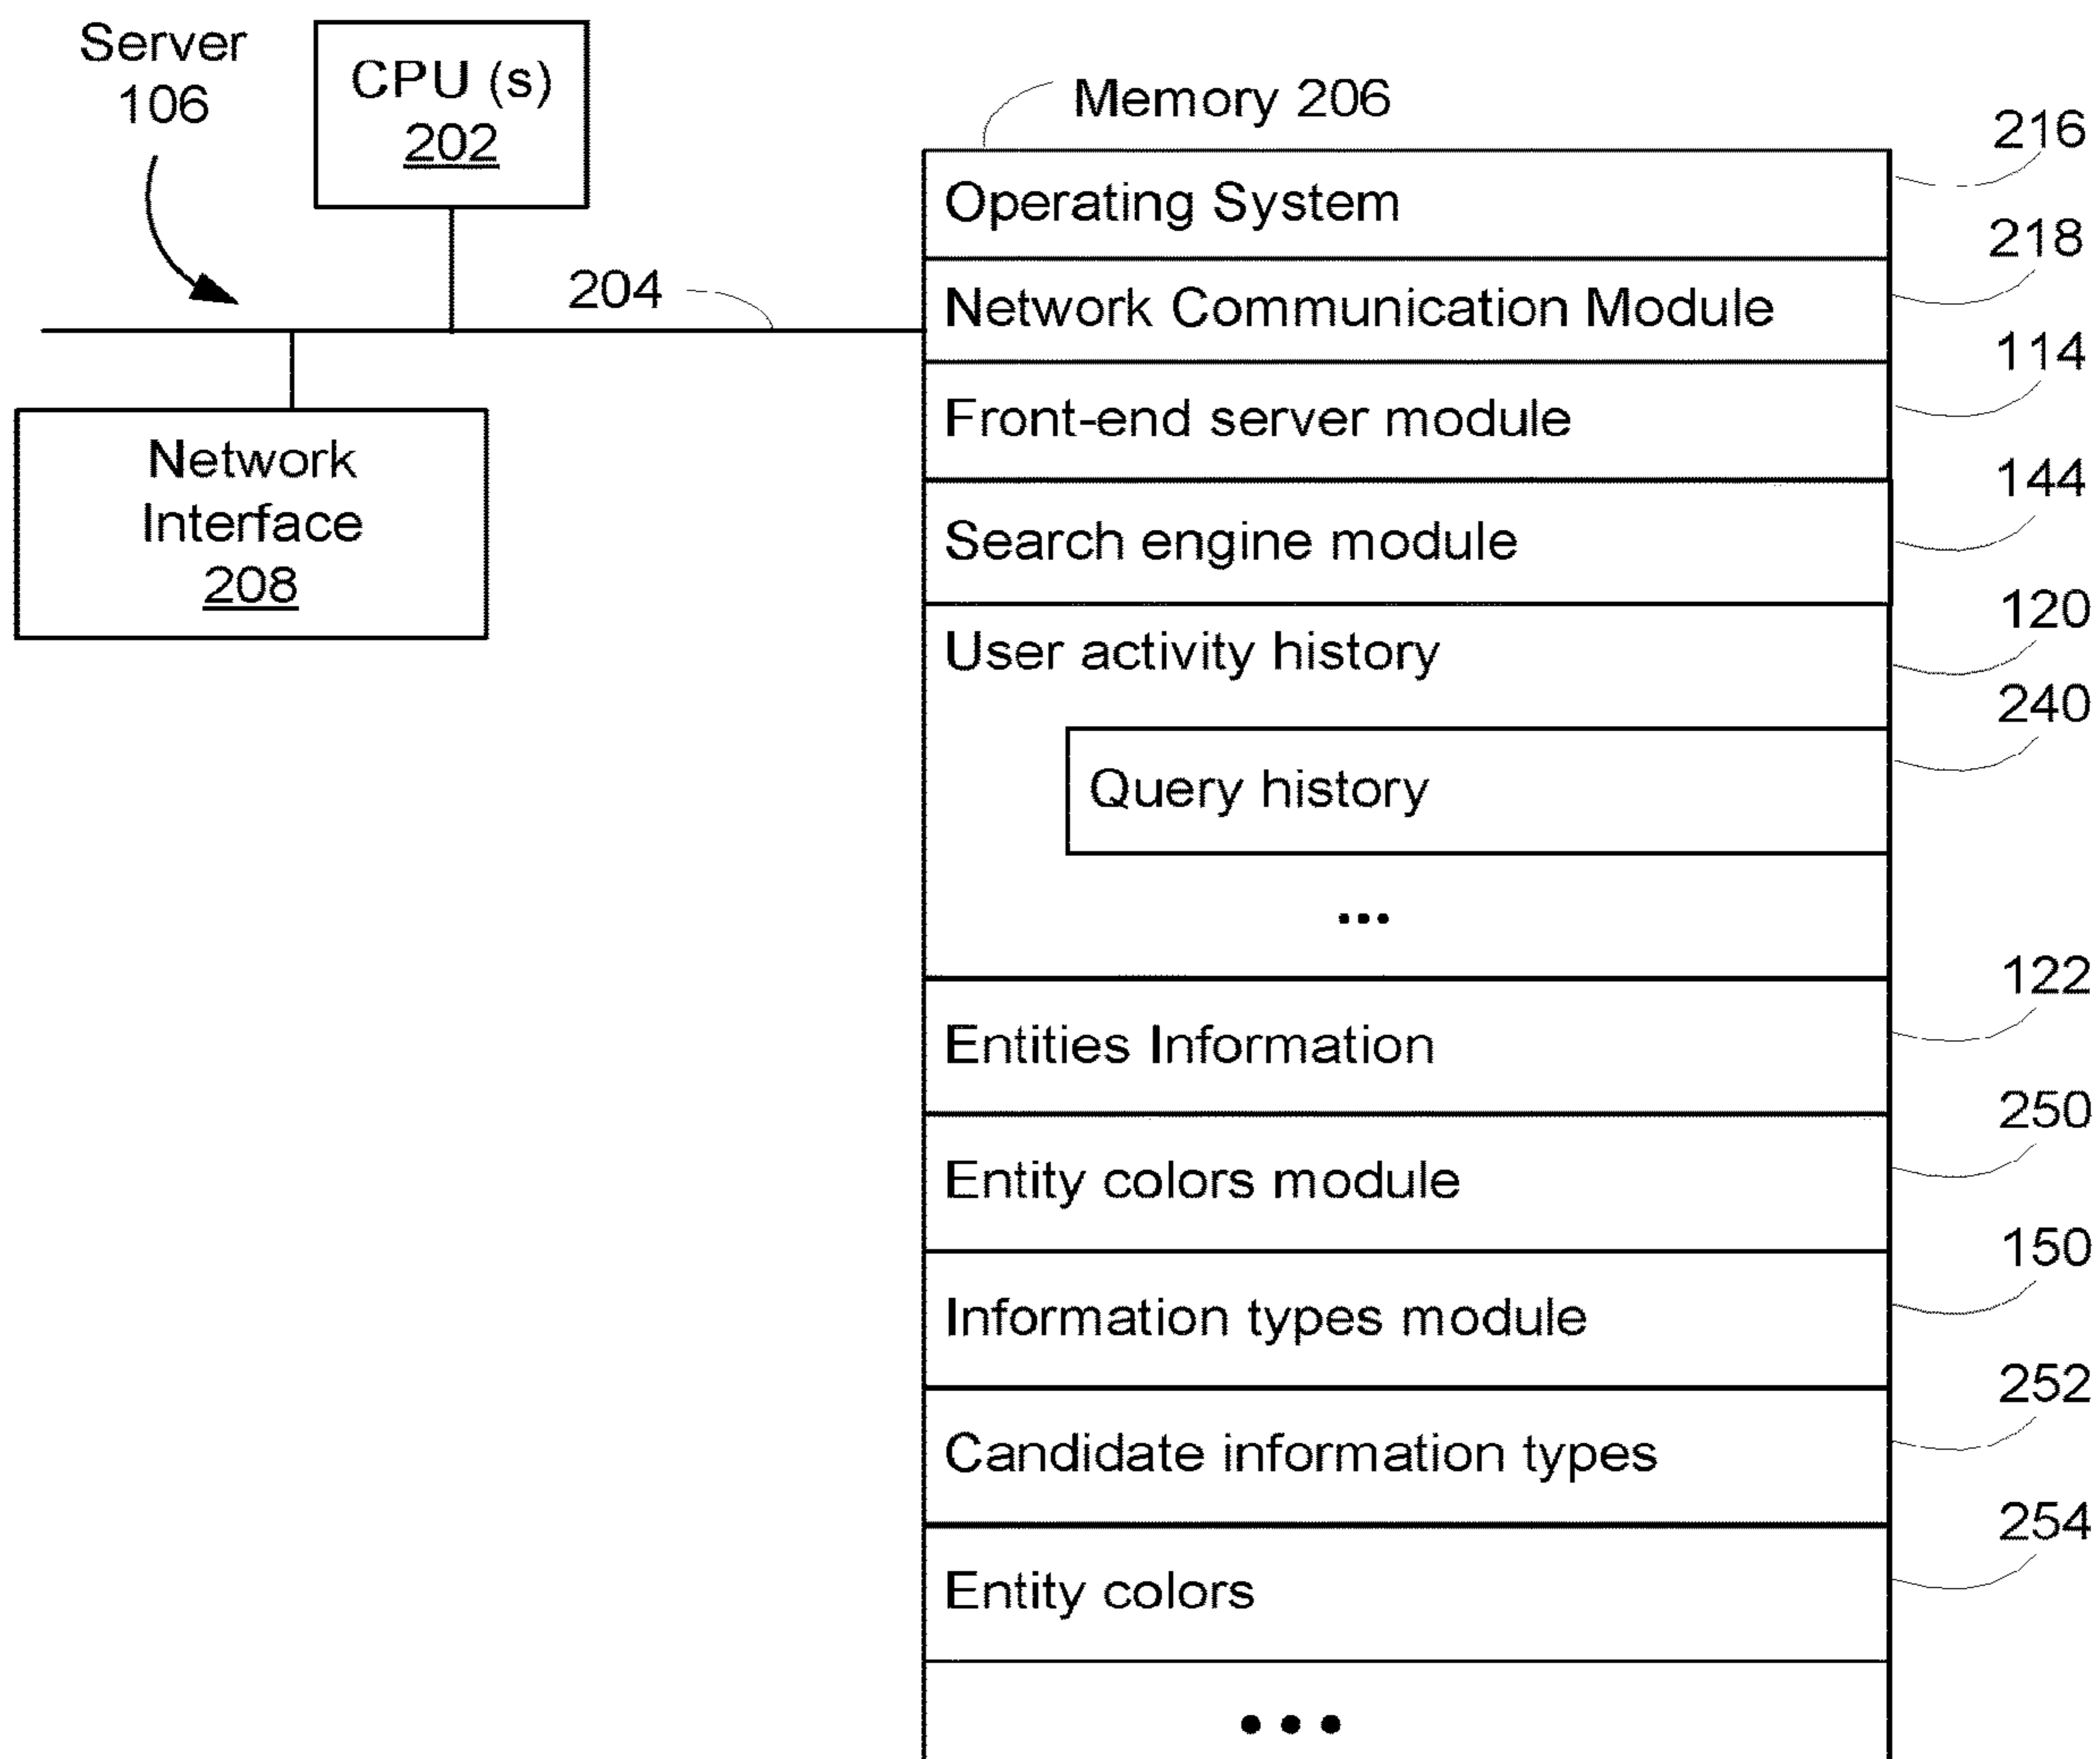 Server
106
CPU (s)
202
204
Network
Interface
208
Memory 206
Operating System
216
Network Communication Module
218
Front-end server module
114
Search engine module
144
User activity history
120
Query history
240
...
Entities Information
122
Entity colors module
250
Information types module
150
Candidate information types
252
Entity colors
254
...